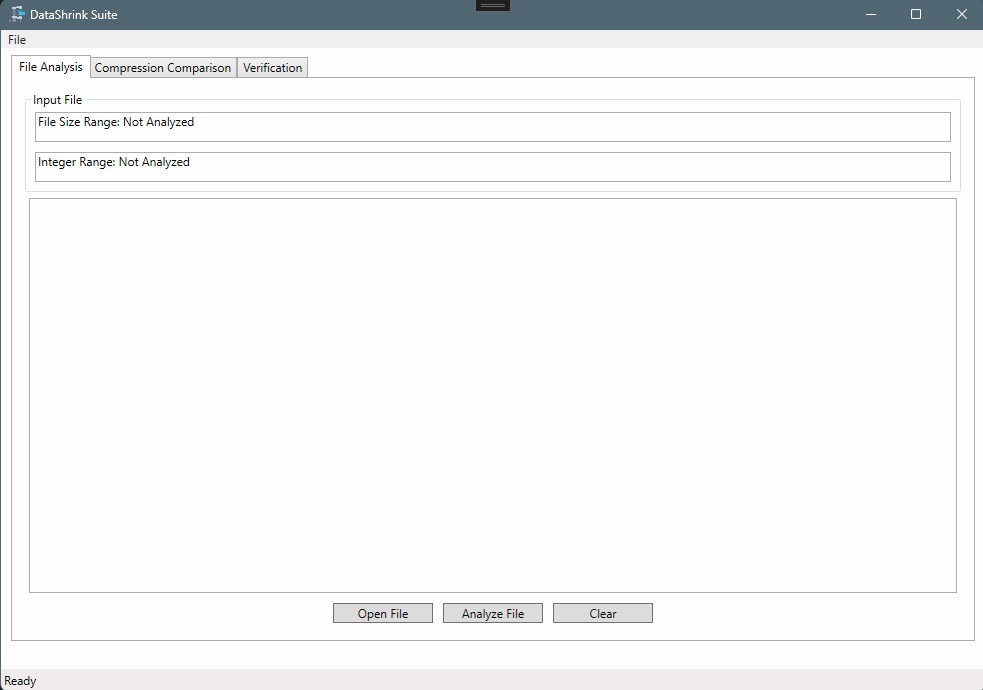 DataShrink Suite
File
File Analysis Compression Comparison Verification
Input File
File Size Range: Not Analyzed
Integer Range: Not Analyzed
Open File Analyze File Clear
Ready